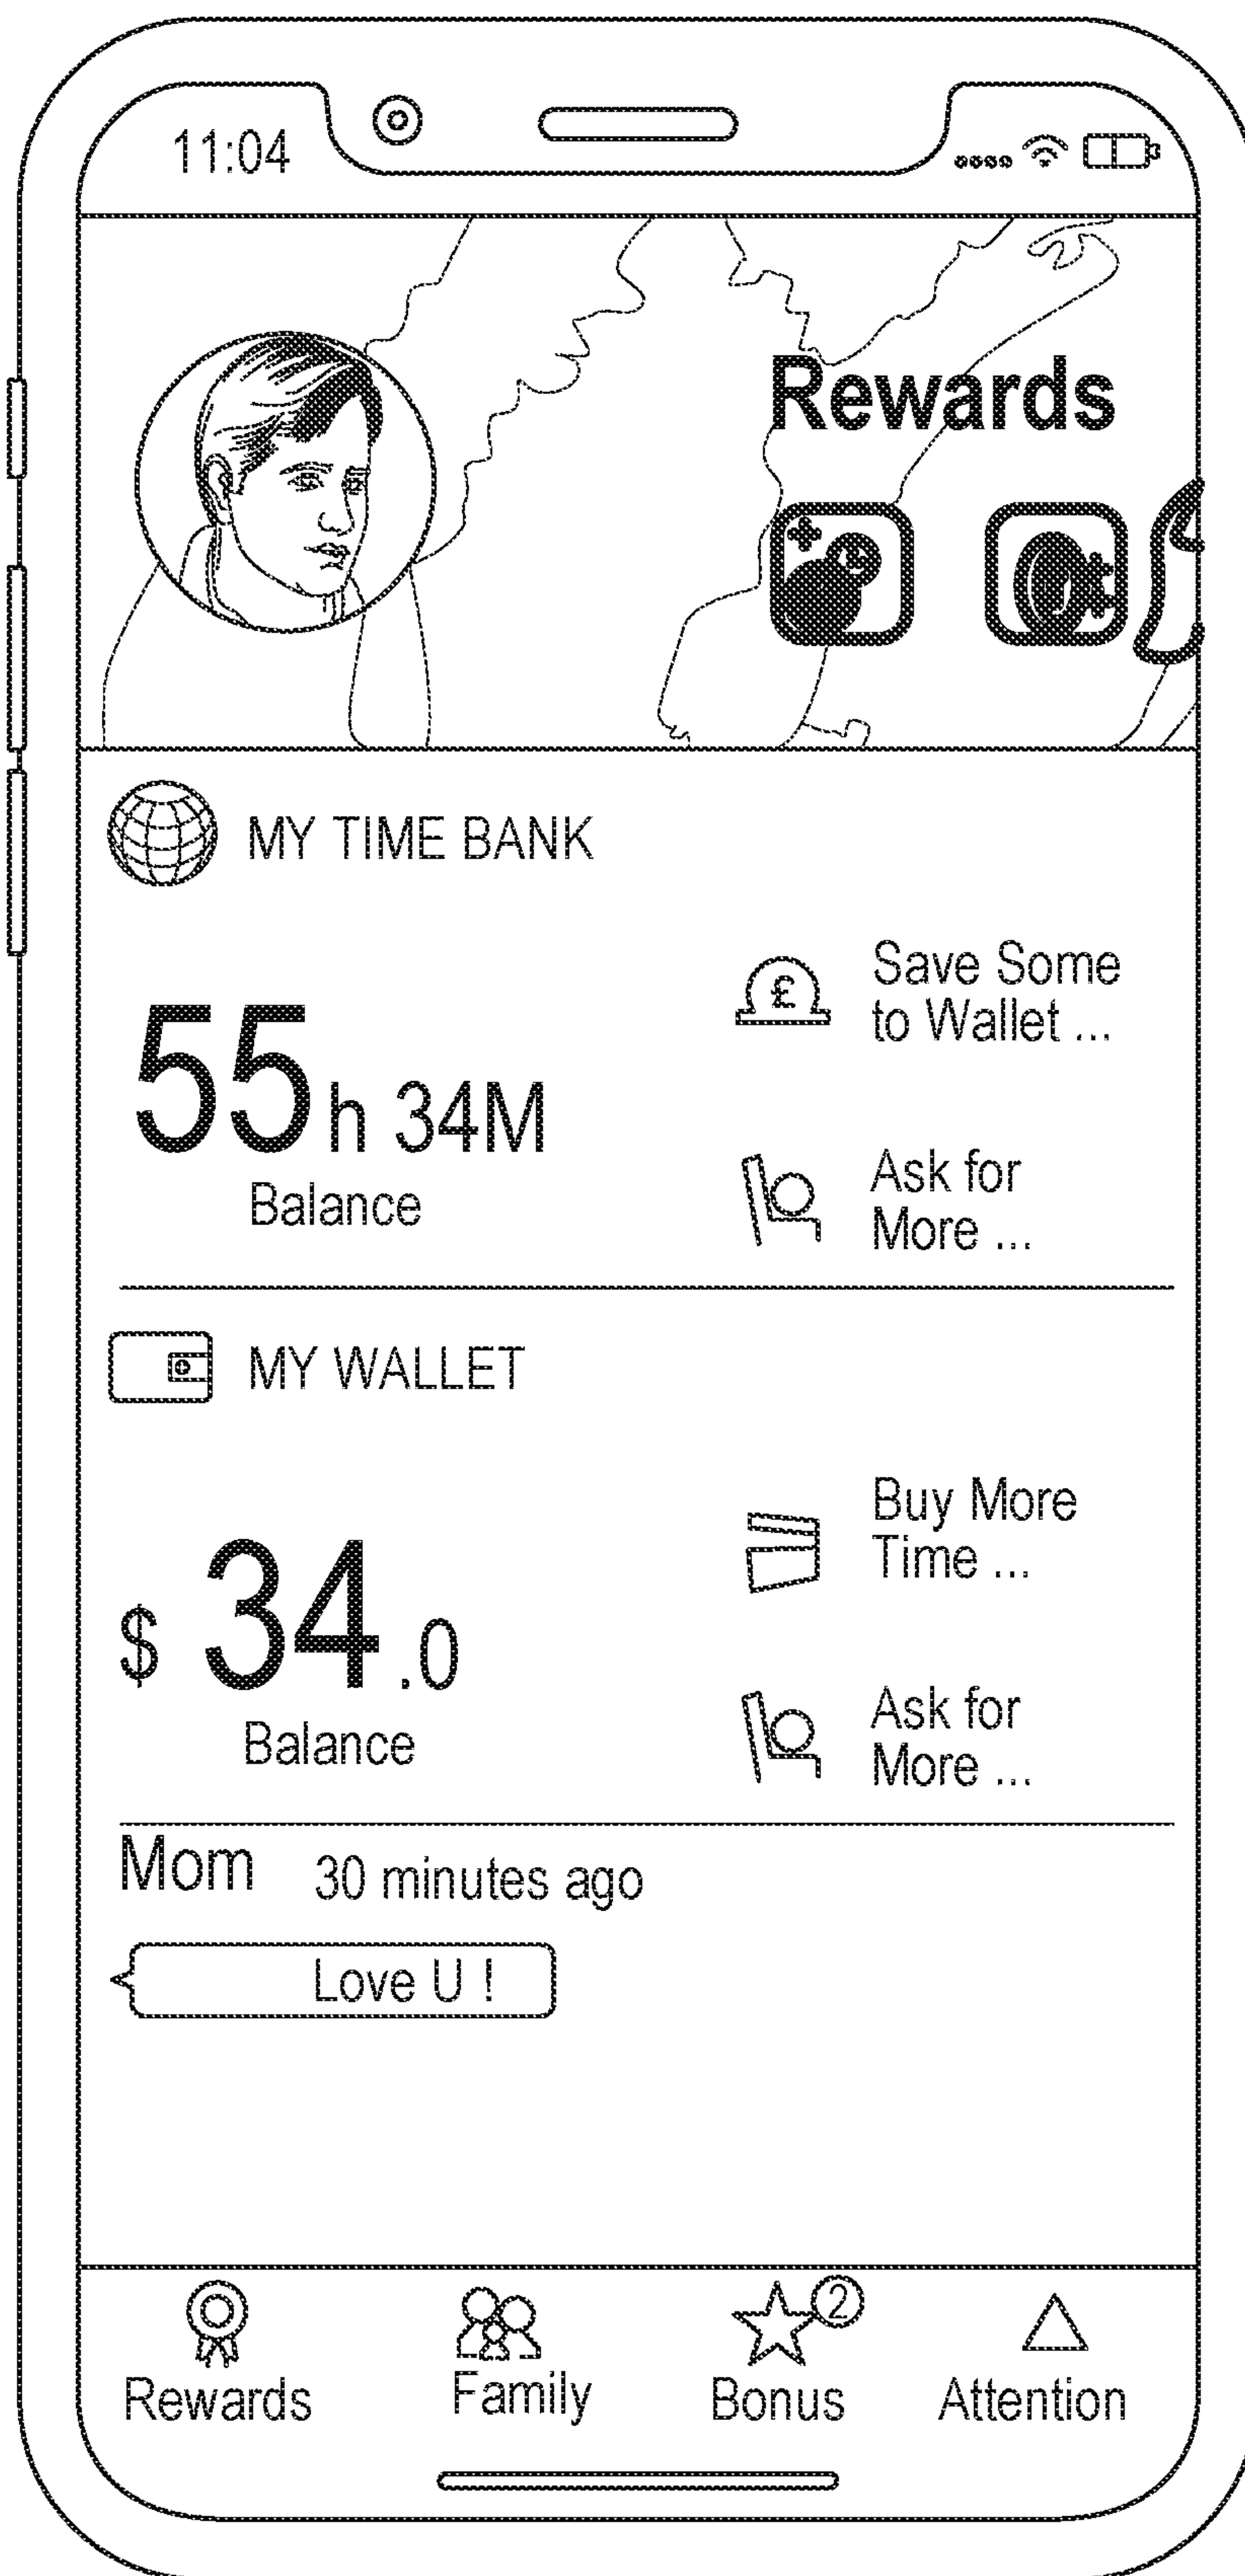 11:04
Rewards
MY TIME BANK
55h 34M
Balance
£
Save Some
to Wallet ...
Ask for
More ...
MY WALLET
$ 34.0
Balance
Buy More
Time ...
Ask for
More ...
Mom 30 minutes ago
Love U !
2
Rewards Family Bonus Attention